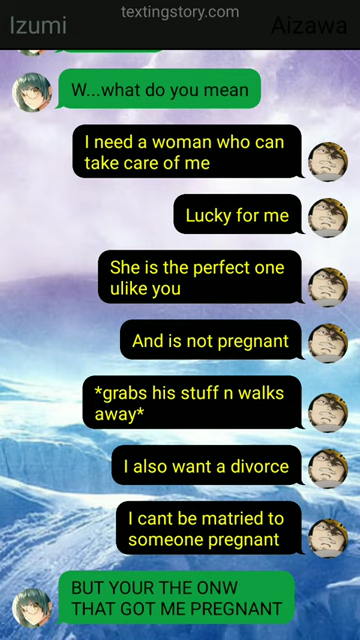 textingstory.com
Izumi
Aizawa
W...what do you mean
I need a woman who can
take care of me
Lucky for me
She is the perfect one
ulike you
And is not pregnant
*grabs his stuff n walks
away*
I also want a divorce
I cant be matried to
someone pregnant
BUT YOUR THE ONW
THAT GOT ME PREGNANT